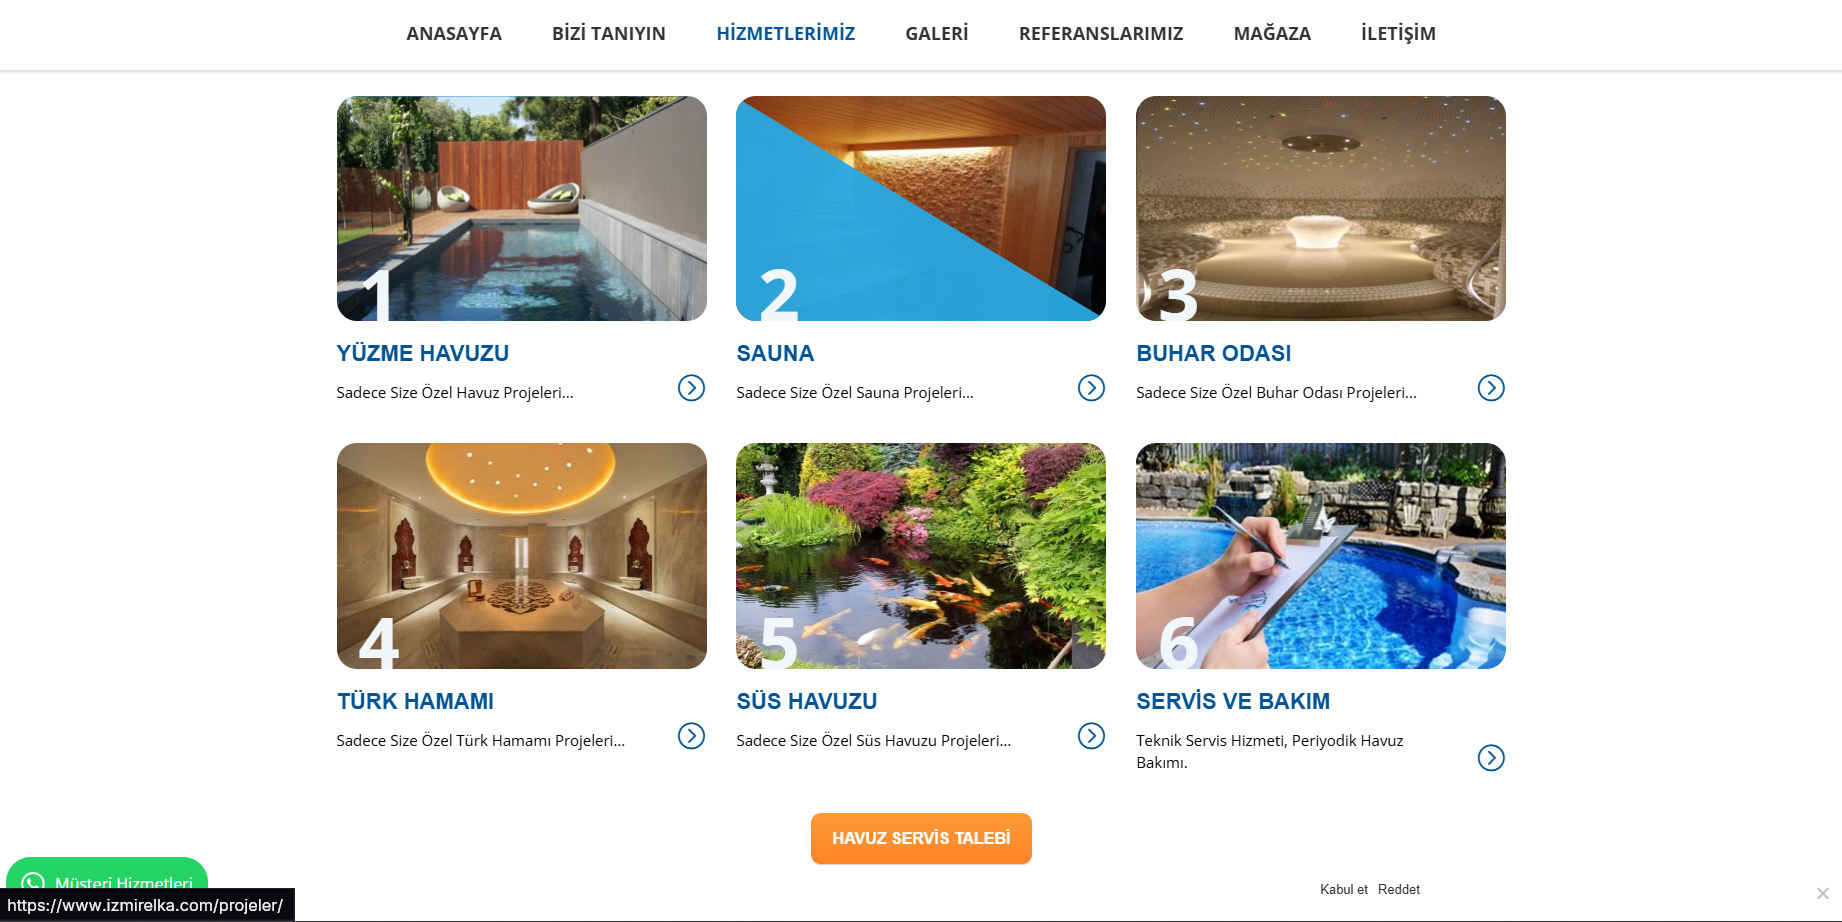 ANASAYFA BİZİ TANIYIN HİZMETLERİMİZ GALERİ REFERANSLARIMIZ MAĞAZA İLETİŞİM
1
2
3
YÜZME HAVUZU
Sadece Size Özel Havuz Projeleri...
SAUNA
Sadece Size Özel Sauna Projeleri...
BUHAR ODASI
Sadece Size Özel Buhar Odası Projeleri...
4
5
6
TÜRK HAMAMI
Sadece Size Özel Türk Hamamı Projeleri...
SÜS HAVUZU
Sadece Size Özel Süs Havuzu Projeleri...
SERVİS VE BAKIM
Teknik Servis Hizmeti, Periyodik Havuz
Bakımı.
HAVUZ SERVİS TALEBİ
Müşteri Hizmetleri
Kabul et Reddet
https://www.izmirelka.com/projeler/